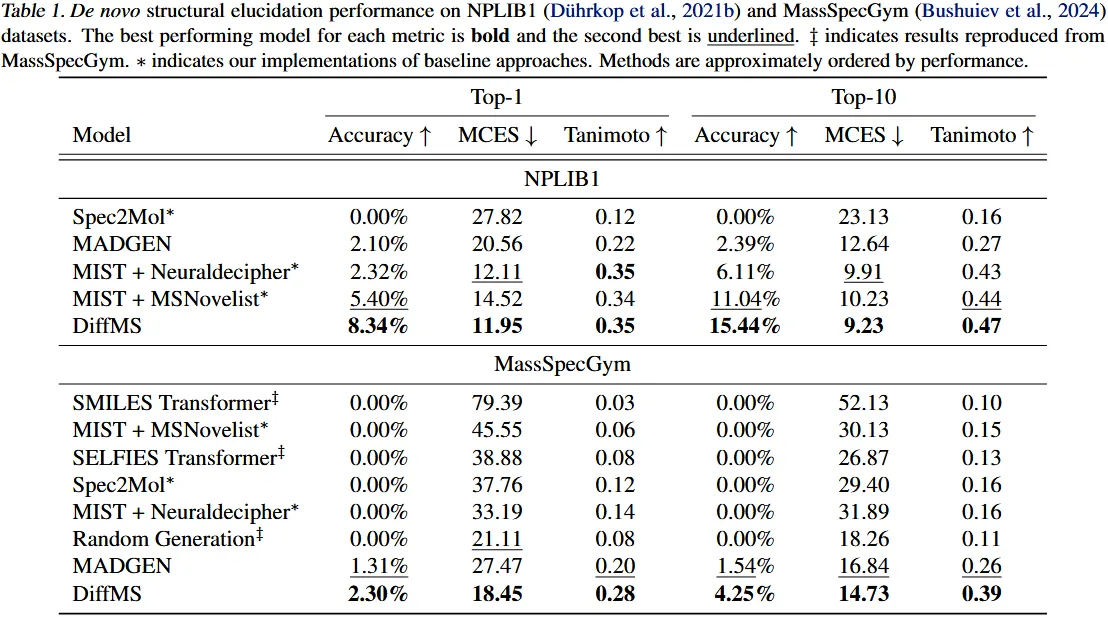 Table 1. De novo structural elucidation performance on NPLIB1 (Dührkop et al., 2021b) and MassSpecGym (Bushuiev et al., 2024)
datasets. The best performing model for each metric is bold and the second best is underlined. ‡ indicates results reproduced from
MassSpecGym. ∗ indicates our implementations of baseline approaches. Methods are approximately ordered by performance.
Top-1 Top-10
Model Accuracy ↑ MCES ↓ Tanimoto ↑ Accuracy ↑ MCES ↓ Tanimoto ↑
NPLIB1
Spec2Mol∗ 0.00% 27.82 0.12 0.00% 23.13 0.16
MADGEN 2.10% 20.56 0.22 2.39% 12.64 0.27
MIST + Neuraldecipher∗ 2.32% 12.11 0.35 6.11% 9.91 0.43
MIST + MSNovelist∗ 5.40% 14.52 0.34 11.04% 10.23 0.44
DiffMS 8.34% 11.95 0.35 15.44% 9.23 0.47
MassSpecGym
SMILES Transformer‡ 0.00% 79.39 0.03 0.00% 52.13 0.10
MIST + MSNovelist∗ 0.00% 45.55 0.06 0.00% 30.13 0.15
SELFIES Transformer‡ 0.00% 38.88 0.08 0.00% 26.87 0.13
Spec2Mol∗ 0.00% 37.76 0.12 0.00% 29.40 0.16
MIST + Neuraldecipher∗ 0.00% 33.19 0.14 0.00% 31.89 0.16
Random Generation‡ 0.00% 21.11 0.08 0.00% 18.26 0.11
MADGEN 1.31% 27.47 0.20 1.54% 16.84 0.26
DiffMS 2.30% 18.45 0.28 4.25% 14.73 0.39